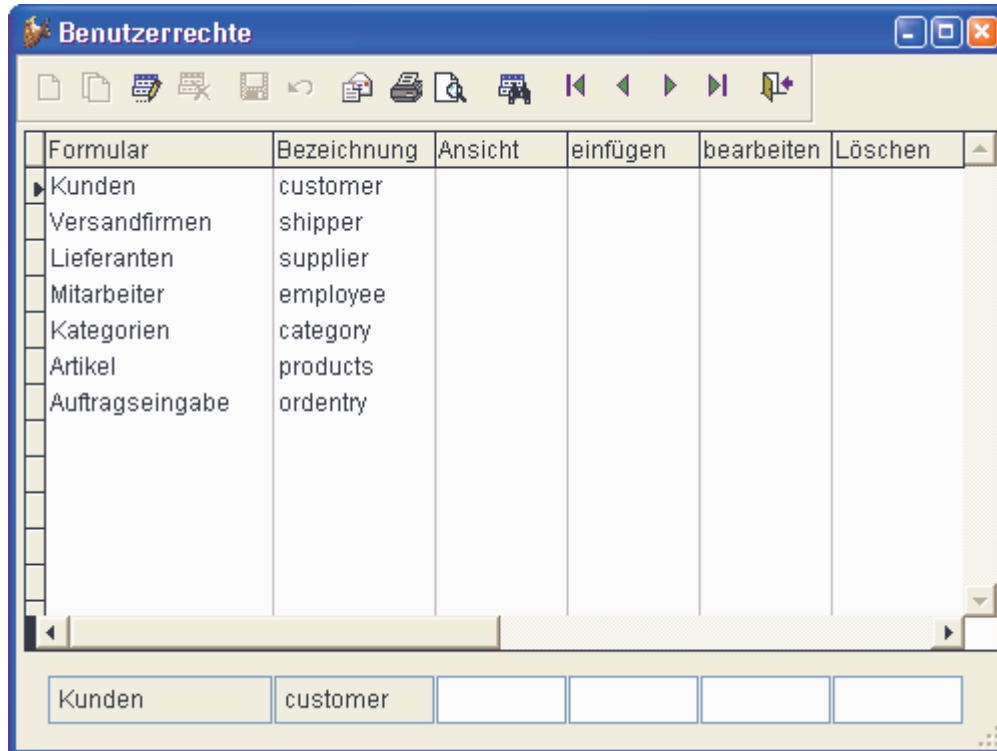 Benutzerrechte
Formular Bezeichnung Ansicht einfügen bearbeiten Löschen
Kunden customer
Versandfirmen shipper
Lieferanten supplier
Mitarbeiter employee
Kategorien category
Artikel products
Auftragseingabe ordentry
Kunden customer